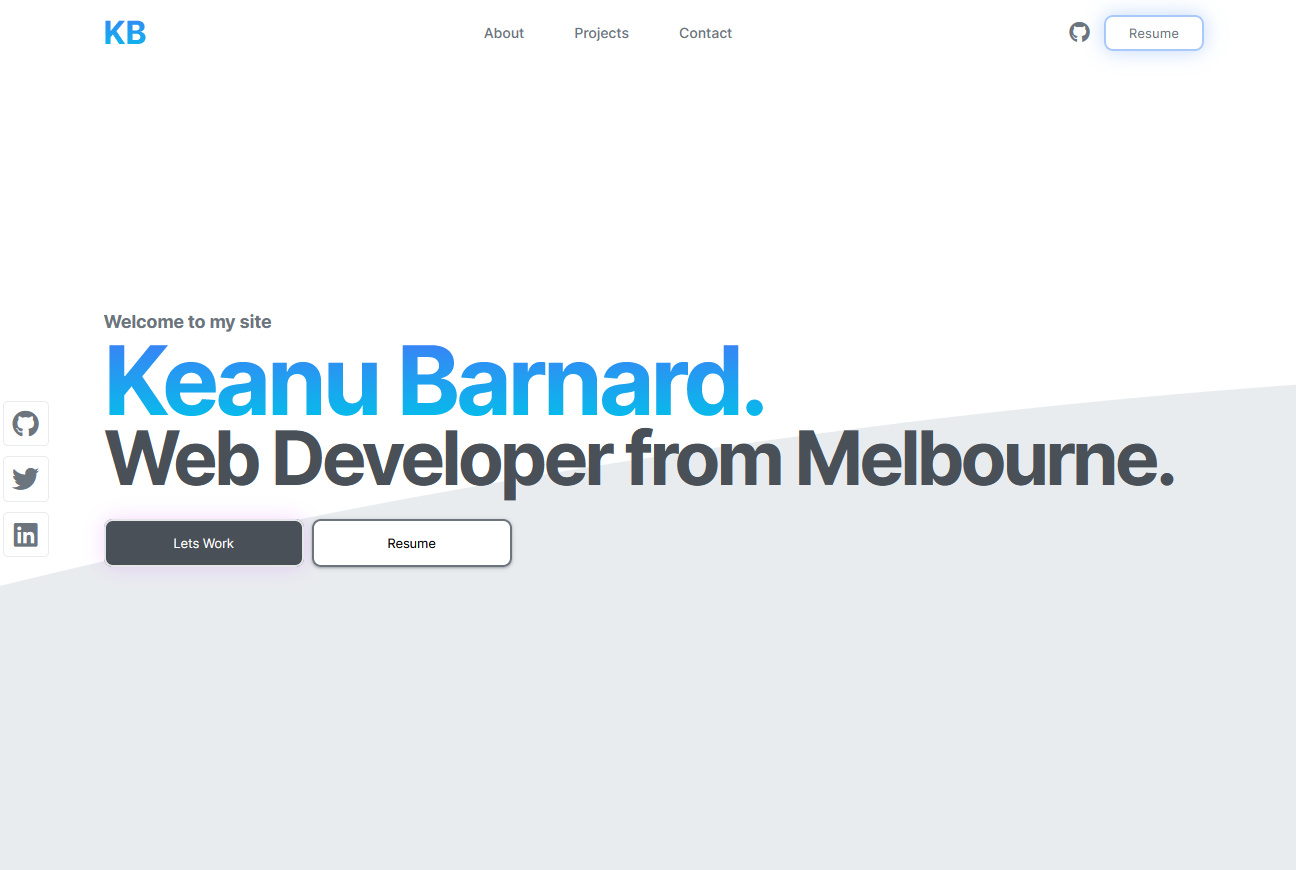 KB
About Projects Contact
Resume
Welcome to my site
Keanu Barnard.
Web Developer from Melbourne.
Lets Work
Resume